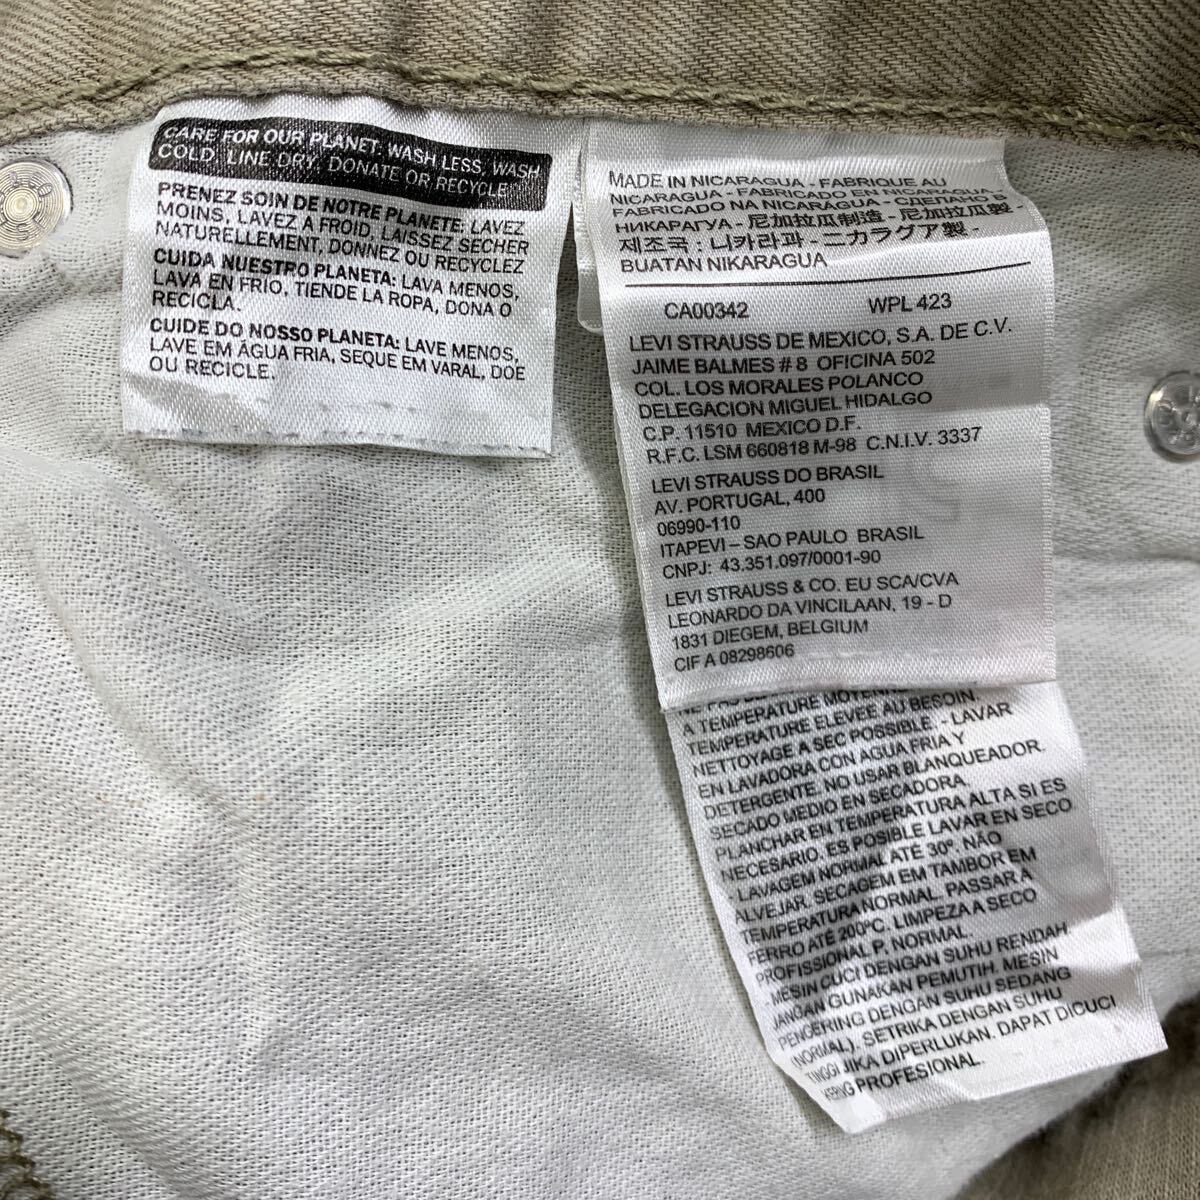 CARE FOR OUR PLANET. WASH LESS, WASH
COLD, LINE DRY, DONATE OR RECYCLE
PRENEZ SOIN DE NOTRE PLANETE: LAVEZ
MOINS, LAVEZ A FROID, LAISSEZ SECHER
NATURELLEMENT, DONNEZ OU RECYCLEZ
CUIDA NUESTRO PLANETA: LAVA MENOS,
LAVA EN FRIO, TIENDE LA ROPA, DONA O
RECICLA.
CUIDE DO NOSSO PLANETA: LAVE MENOS,
LAVE EM ÁGUA FRIA, SEQUE EM VARAL, DOE
OU RECICLE.
MADE IN NICARAGUA - FABRIQUE AU
NICARAGUA - FABRICADO EN NICARAGUA -
FABRICADO NA NICARAGUA - СДЕЛАНО В
НИКАРАГУА - 尼加拉瓜制造 - 尼加拉瓜製 -
제조국 : 니카라과 - ニカラグア製 -
BUATAN NIKARAGUA
CA00342 WPL 423
LEVI STRAUSS DE MEXICO, S.A. DE C.V.
JAIME BALMES # 8 OFICINA 502
COL. LOS MORALES POLANCO
DELEGACION MIGUEL HIDALGO
C.P. 11510 MEXICO D.F.
R.F.C. LSM 660818 M-98 C.N.I.V. 3337
LEVI STRAUSS DO BRASIL
AV. PORTUGAL, 400
06990-110
ITAPEVI – SAO PAULO BRASIL
CNPJ: 43.351.097/0001-90
LEVI STRAUSS & CO. EU SCA/CVA
LEONARDO DA VINCILAAN, 19 - D
1831 DIEGEM, BELGIUM
CIF A 08298606
A TEMPERATURE
TEMPERATURE ELEVEE AU BESOIN.
NETTOYAGE A SEC POSSIBLE. - LAVAR
EN LAVADORA CON AGUA FRIA Y
DETERGENTE. NO USAR BLANQUEADOR.
SECADO MEDIO EN SECADORA.
PLANCHAR EN TEMPERATURA ALTA SI ES
NECESARIO. ES POSIBLE LAVAR EN SECO
- LAVAGEM NORMAL ATÉ 30º. NÃO
ALVEJAR. SECAGEM EM TAMBOR EM
TEMPERATURA NORMAL. PASSAR A
FERRO ATÉ 200ºC. LIMPEZA A SECO
PROFISSIONAL P, NORMAL.
- MESIN CUCI DENGAN SUHU RENDAH.
JANGAN GUNAKAN PEMUTIH. MESIN
PENGERING DENGAN SUHU SEDANG
(NORMAL). SETRIKA DENGAN SUHU
TINGGI JIKA DIPERLUKAN. DAPAT DICUCI
KERING PROFESIONAL.